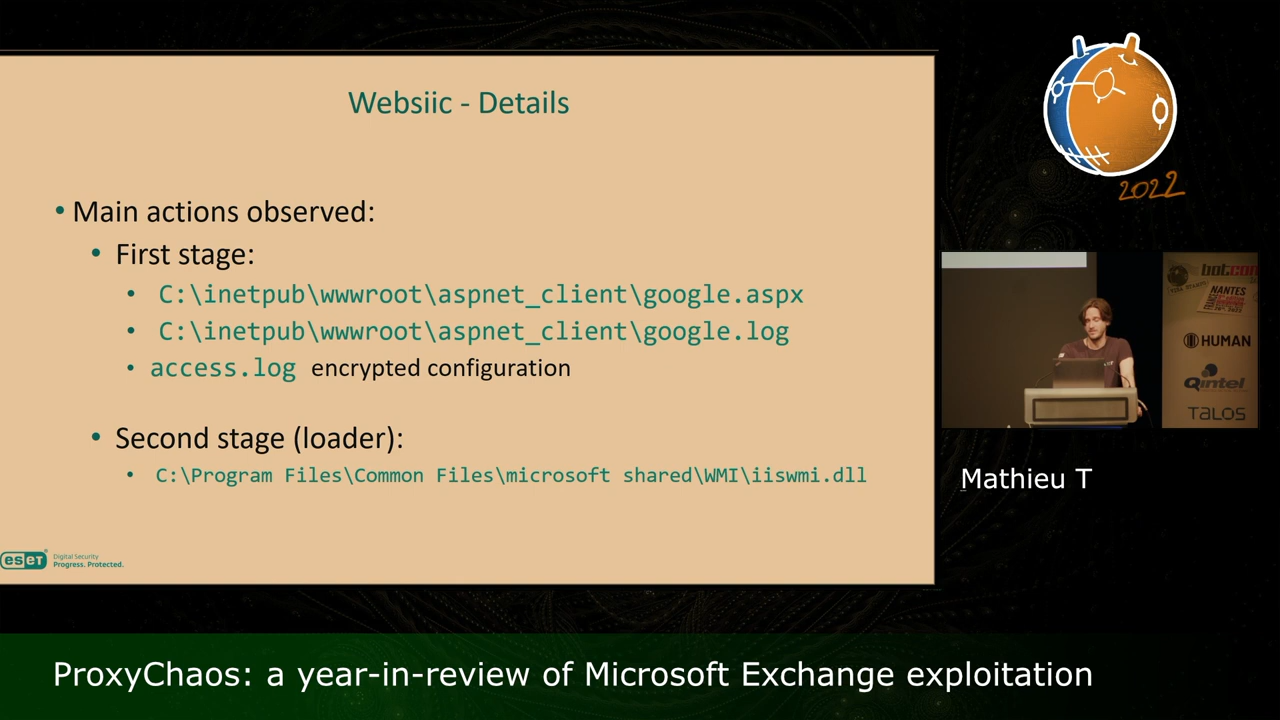 Websiic - Details
• Main actions observed:
• First stage:
• C:\inetpub\wwwroot\aspnet_client\google.aspx
• C:\inetpub\wwwroot\aspnet_client\google.log
• access.log encrypted configuration
• Second stage (loader):
• C:\Program Files\Common Files\microsoft shared\WMI\iiswmi.dll
eseT
Digital Security
Progress. Protected.
2022
botcon
NANTES
HUMAN
Qintel
TALOS
Mathieu T
ProxyChaos: a year-in-review of Microsoft Exchange exploitation